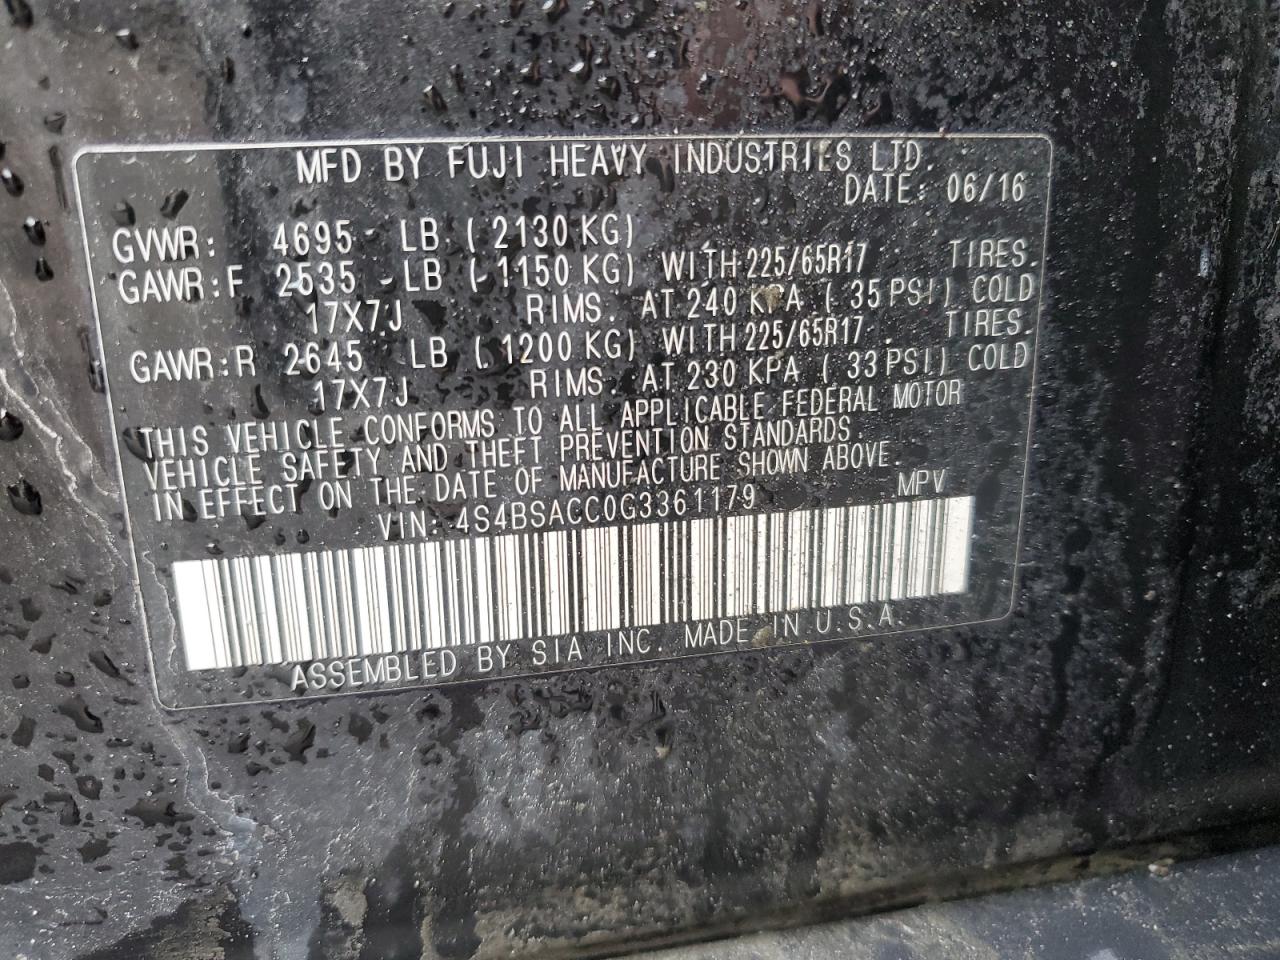 MFD BY FUJI HEAVY INDUSTRIES LTD.
DATE: 06/16
GVWR: 4695 LB ( 2130 KG)
GAWR:F 2535 LB ( 1150 KG) WITH 225/65R17 TIRES.
17X7J RIMS. AT 240 KPA ( 35 PSI) COLD
GAWR:R 2645 LB ( 1200 KG) WITH 225/65R17 TIRES.
17X7J RIMS. AT 230 KPA ( 33 PSI) COLD
THIS VEHICLE CONFORMS TO ALL APPLICABLE FEDERAL MOTOR
VEHICLE SAFETY AND THEFT PREVENTION STANDARDS
IN EFFECT ON THE DATE OF MANUFACTURE SHOWN ABOVE.
VIN: 4S4BSACC0G3361179 MPV
ASSEMBLED BY SIA INC. MADE IN U.S.A.